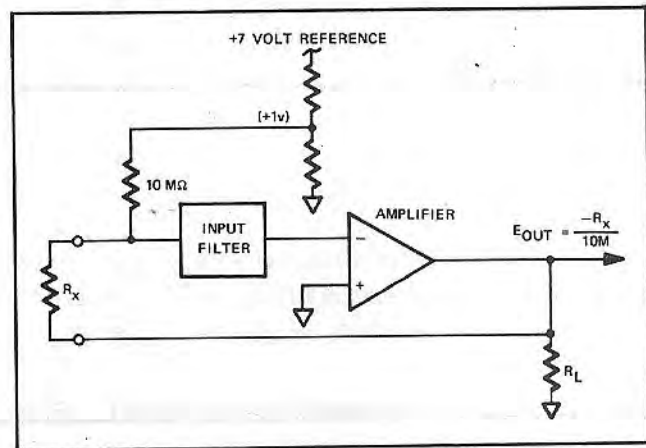 +7 VOLT REFERENCE
(+1v)
10 MΩ
INPUT
FILTER
AMPLIFIER
−
+
E_OUT = −R_X / 10M
R_X
R_L